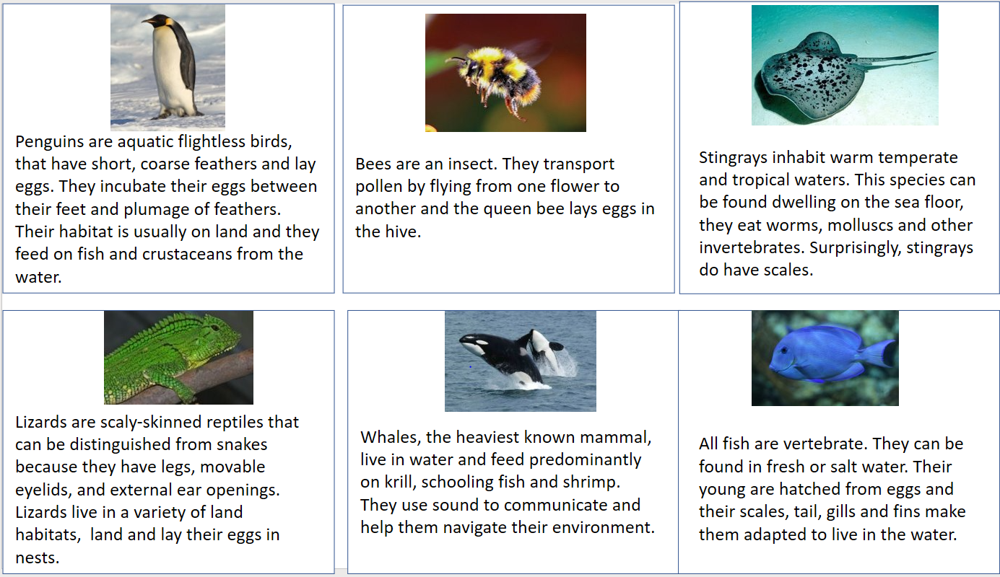 Penguins are aquatic flightless birds,
that have short, coarse feathers and lay
eggs. They incubate their eggs between
their feet and plumage of feathers.
Their habitat is usually on land and they
feed on fish and crustaceans from the
water.
Bees are an insect. They transport
pollen by flying from one flower to
another and the queen bee lays eggs in
the hive.
Stingrays inhabit warm temperate
and tropical waters. This species can
be found dwelling on the sea floor,
they eat worms, molluscs and other
invertebrates. Surprisingly, stingrays
do have scales.
Lizards are scaly-skinned reptiles that
can be distinguished from snakes
because they have legs, movable
eyelids, and external ear openings.
Lizards live in a variety of land
habitats,  land and lay their eggs in
nests.
Whales, the heaviest known mammal,
live in water and feed predominantly
on krill, schooling fish and shrimp.
They use sound to communicate and
help them navigate their environment.
All fish are vertebrate. They can be
found in fresh or salt water. Their
young are hatched from eggs and
their scales, tail, gills and fins make
them adapted to live in the water.